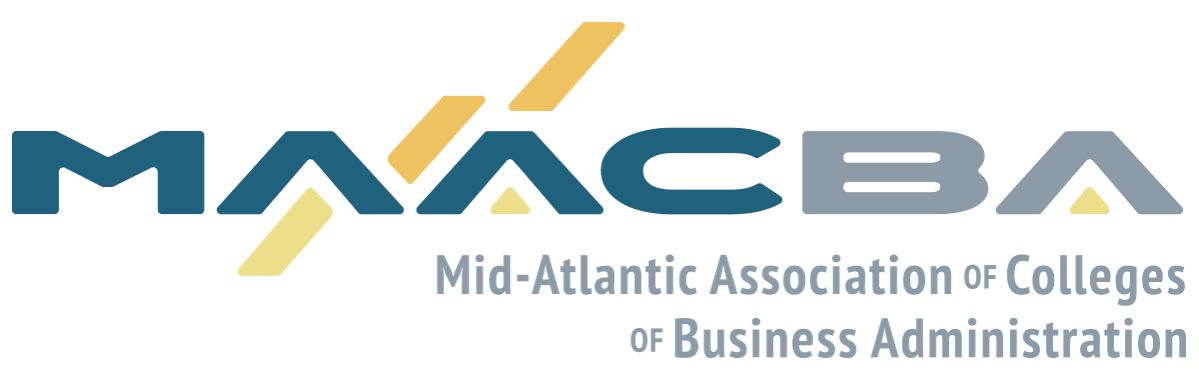 MAACBA
Mid-Atlantic Association OF Colleges
OF Business Administration